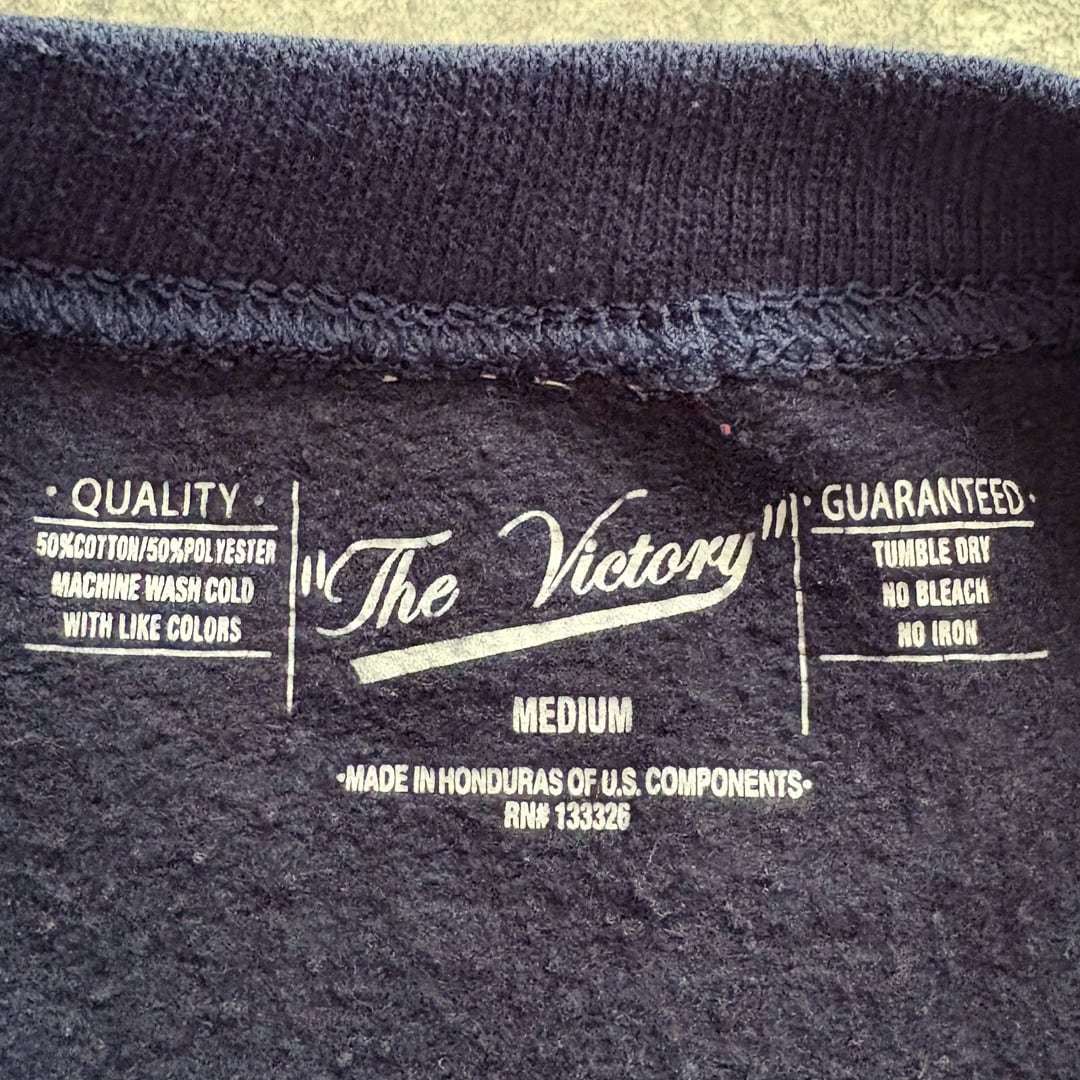 · QUALITY ·
50%COTTON/50%POLYESTER
MACHINE WASH COLD
WITH LIKE COLORS
"The Victory"
MEDIUM
·MADE IN HONDURAS OF U.S. COMPONENTS·
RN# 133326
· GUARANTEED ·
TUMBLE DRY
NO BLEACH
NO IRON